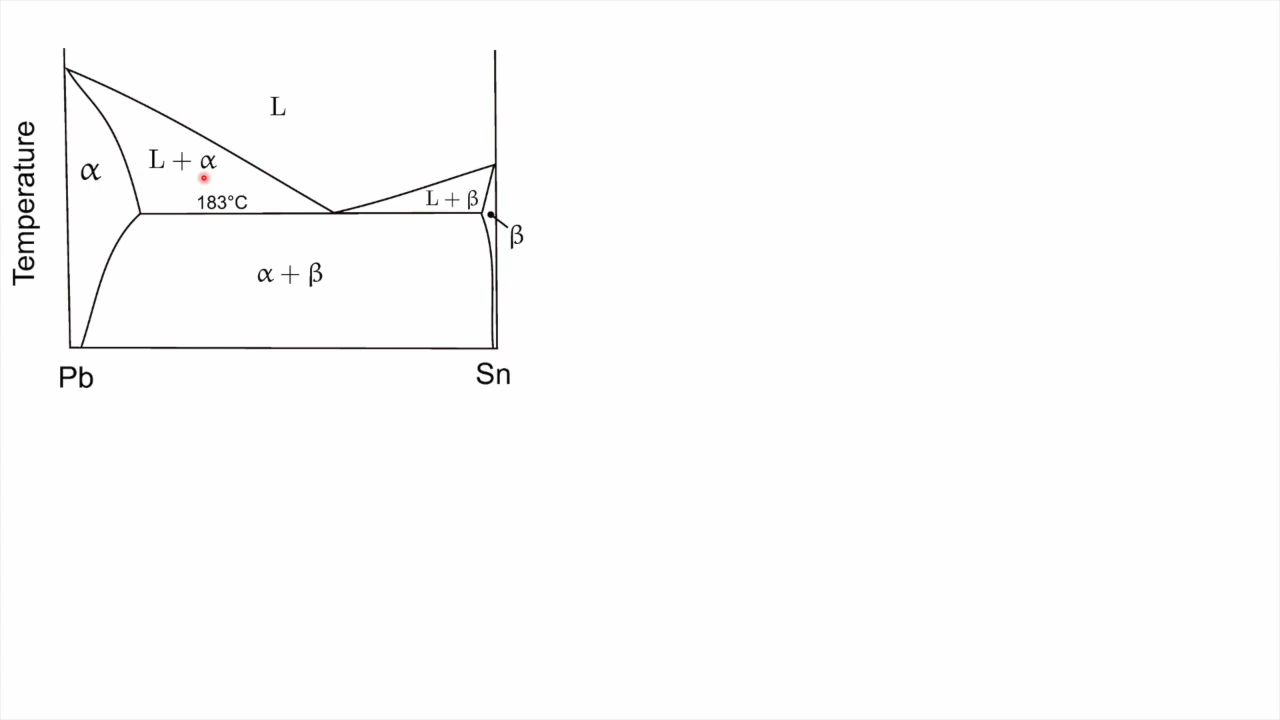 L
L + α
α
183°C
L + β
β
α + β
Temperature
Pb
Sn